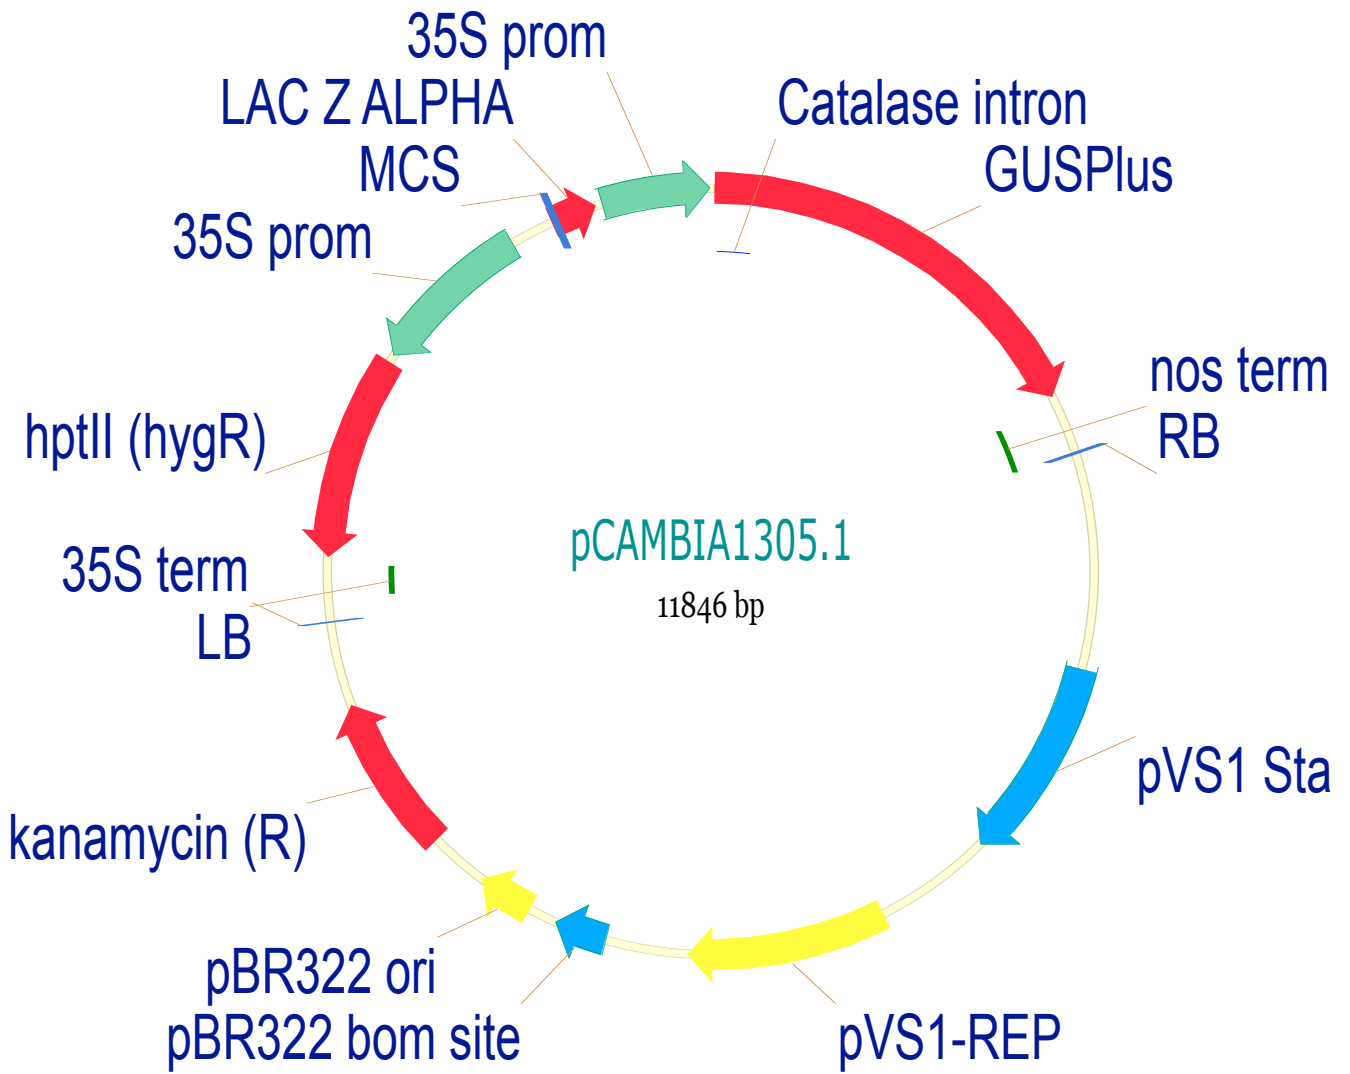 35S prom
LAC Z ALPHA
Catalase intron
MCS
GUSPlus
35S prom
nos term
hptII (hygR)
RB
pCAMBIA1305.1
35S term
11846 bp
LB
pVS1 Sta
kanamycin (R)
pBR322 ori
pBR322 bom site
pVS1-REP